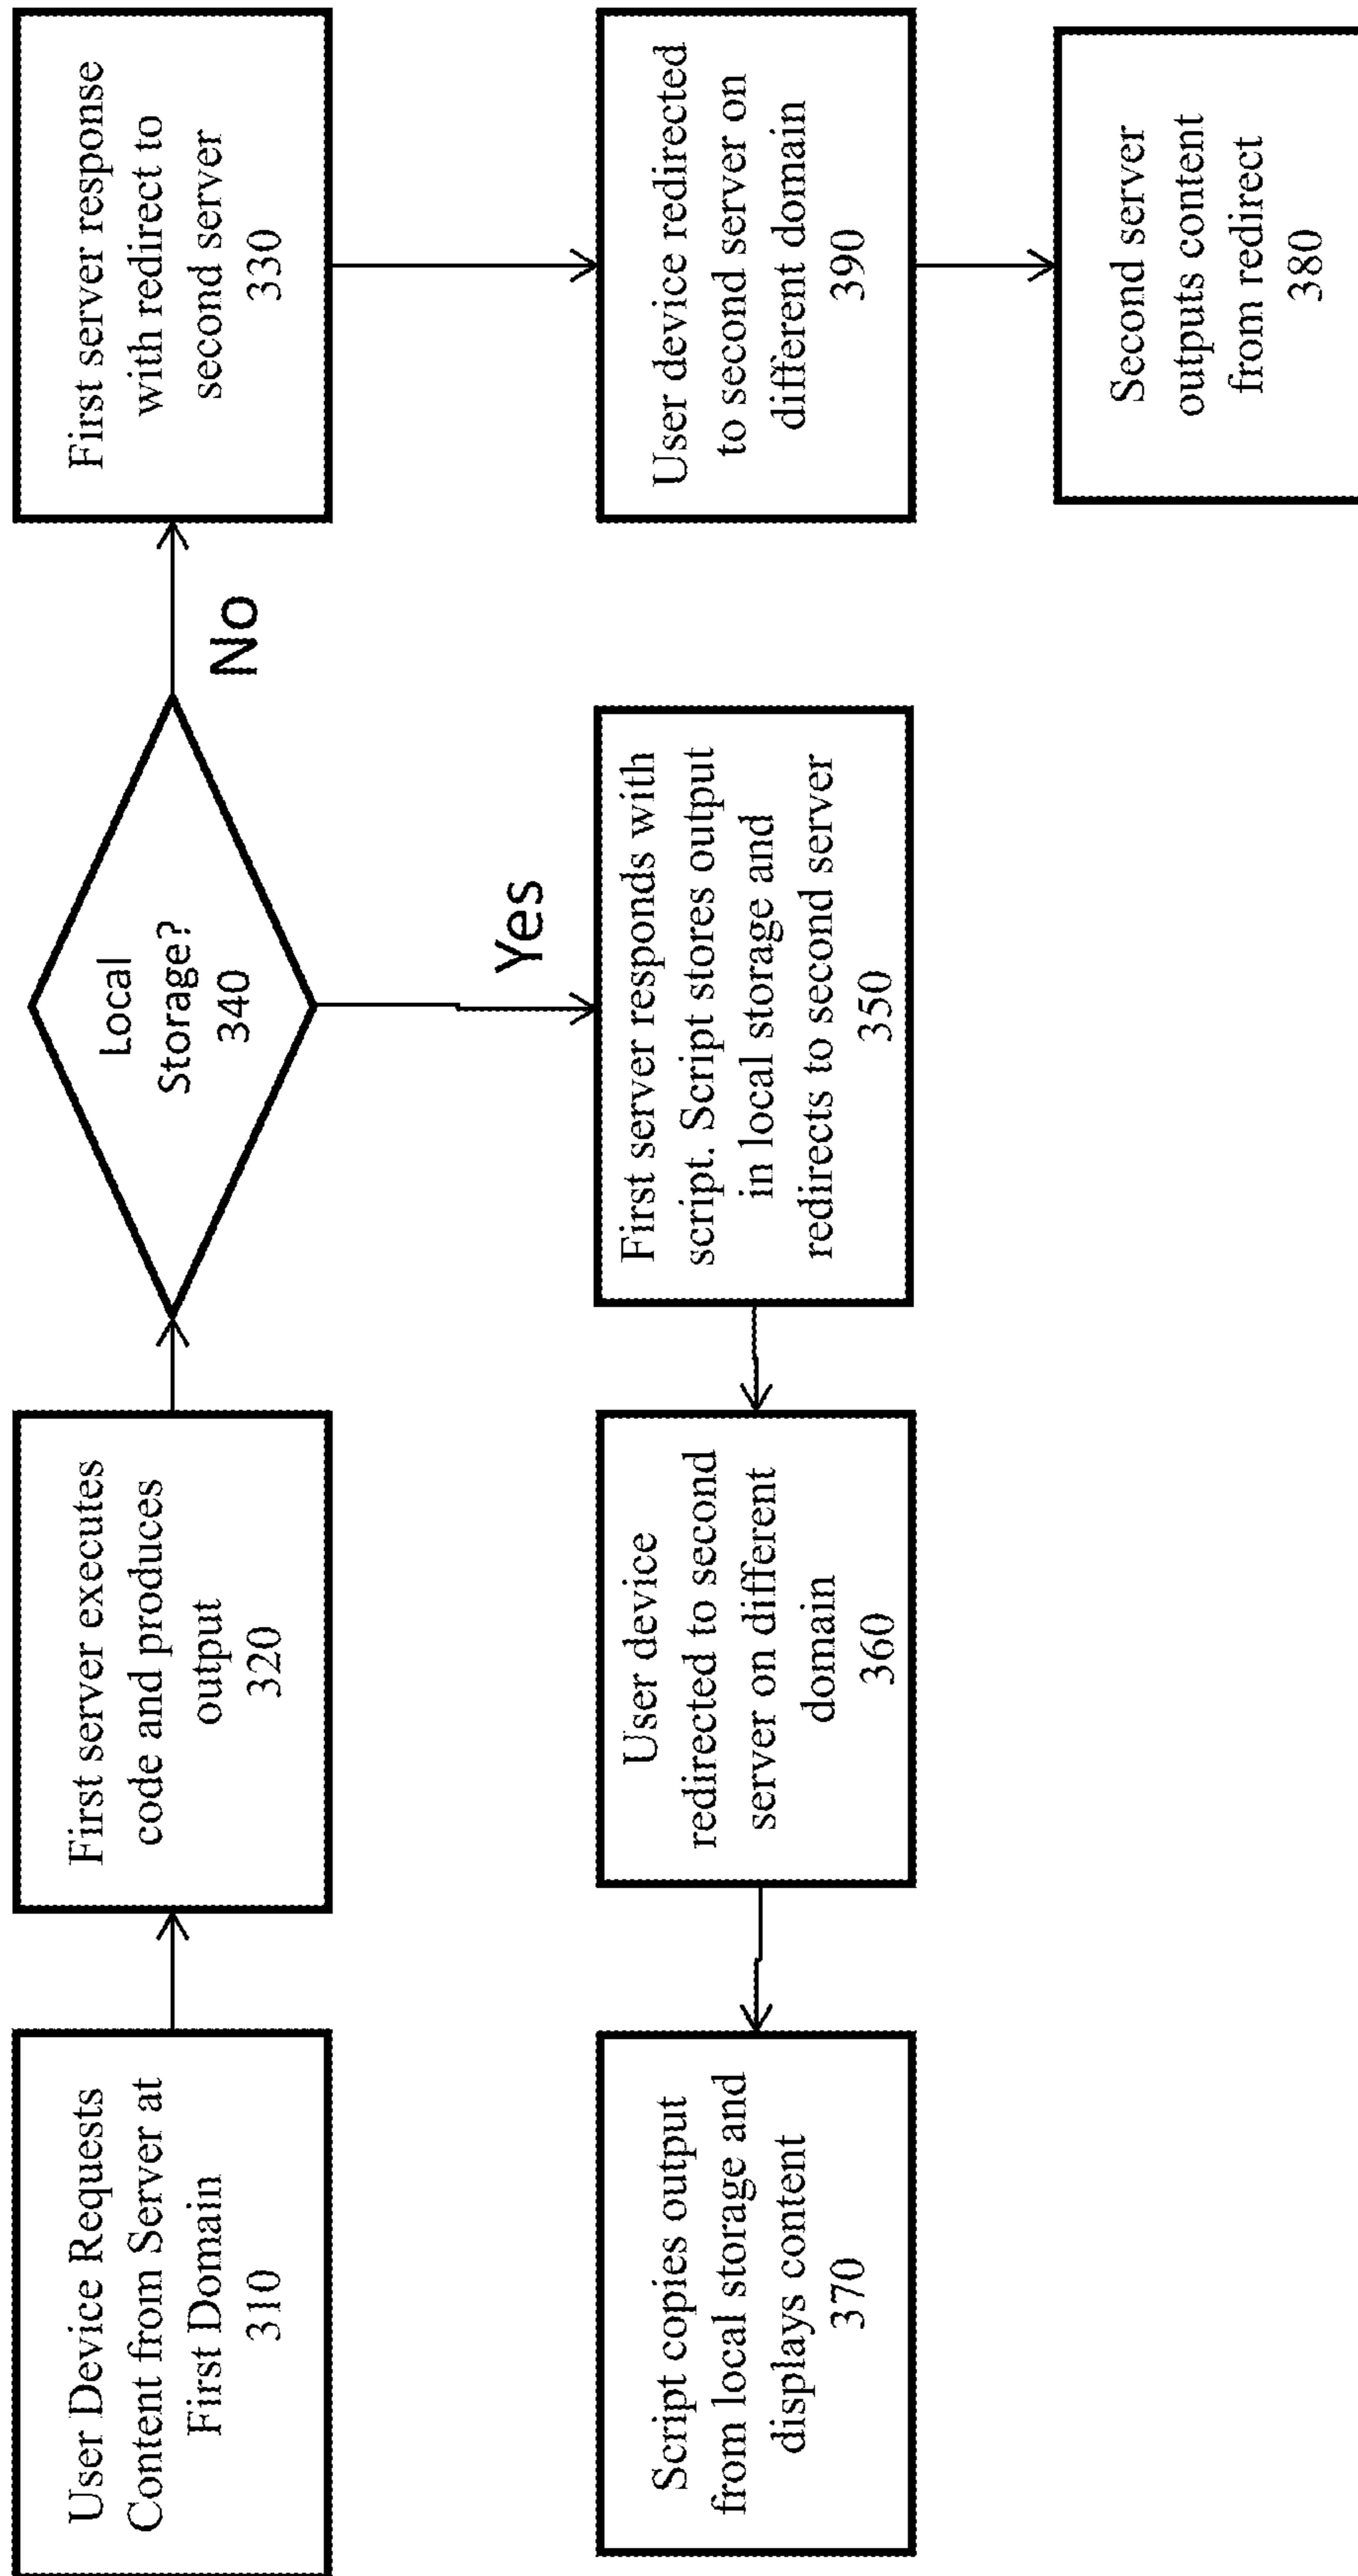 User Device Requests
Content from Server at
First Domain
310
First server executes
code and produces
output
320
Local
Storage?
340
No
First server response
with redirect to
second server
330
Yes
First server responds with
script. Script stores output
in local storage and
redirects to second server
350
User device
redirected to second
server on different
domain
360
Script copies output
from local storage and
displays content
370
User device redirected
to second server on
different domain
390
Second server
outputs content
from redirect
380